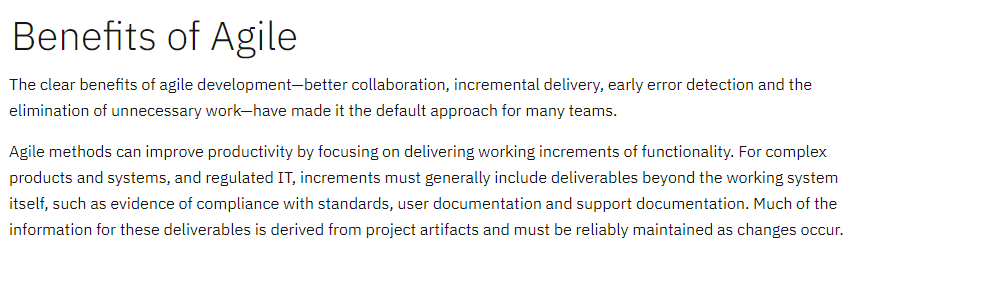 Benefits of Agile
The clear benefits of agile development—better collaboration, incremental delivery, early error detection and the
elimination of unnecessary work—have made it the default approach for many teams.
Agile methods can improve productivity by focusing on delivering working increments of functionality. For complex
products and systems, and regulated IT, increments must generally include deliverables beyond the working system
itself, such as evidence of compliance with standards, user documentation and support documentation. Much of the
information for these deliverables is derived from project artifacts and must be reliably maintained as changes occur.